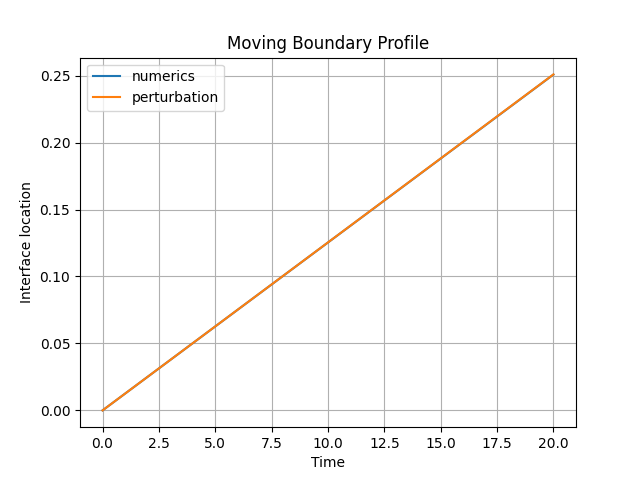 Moving Boundary Profile
numerics
perturbation
0.25
0.20
0.15
0.10
0.05
0.00
Interface location
0.0 2.5 5.0 7.5 10.0 12.5 15.0 17.5 20.0
Time